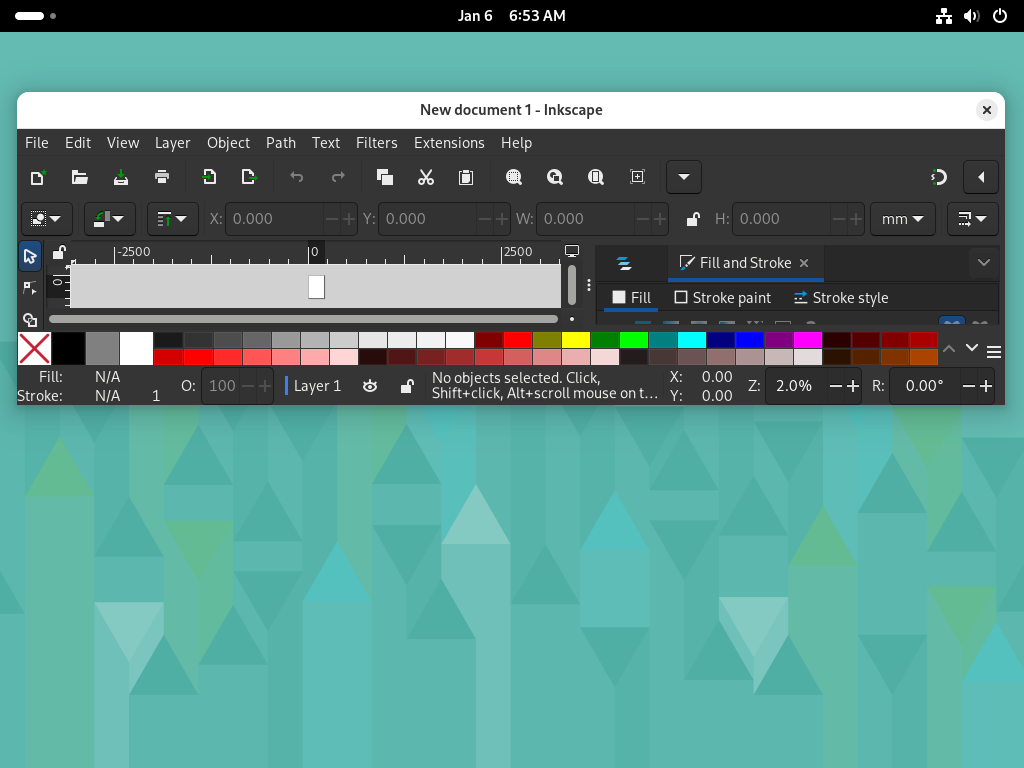 Jan 6 6:53 AM
New document 1 - Inkscape
File Edit View Layer Object Path Text Filters Extensions Help
X: 0.000 Y: 0.000 W: 0.000 H: 0.000 mm
-2500 0 2500
0
Fill and Stroke
Fill Stroke paint Stroke style
Fill: N/A
Stroke: N/A 1
O: 100
Layer 1
No objects selected. Click,
Shift+click, Alt+scroll mouse on t...
X: 0.00
Y: 0.00
Z: 2.0%
R: 0.00°